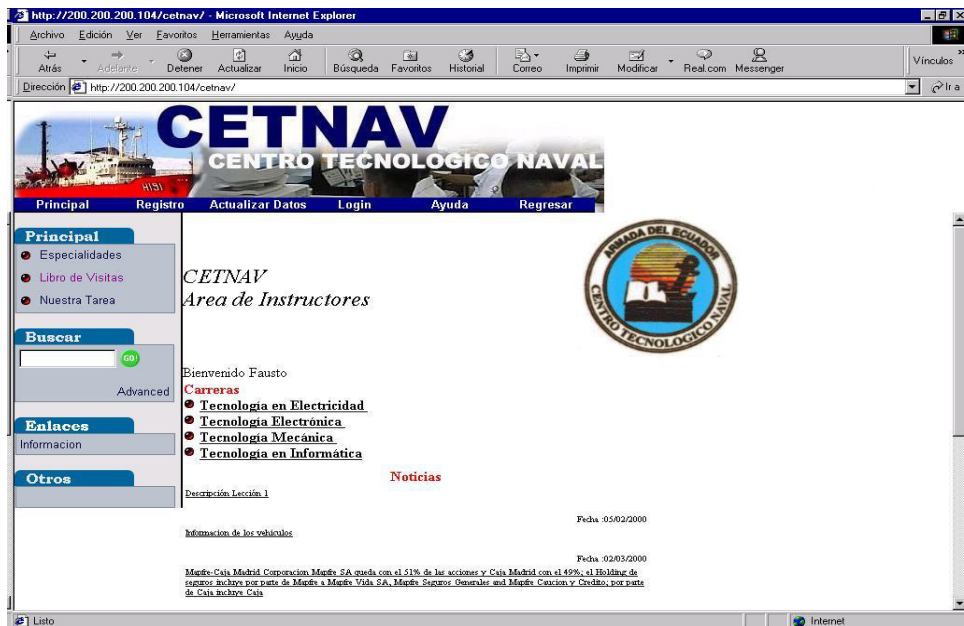 http://200.200.200.104/cetnav/ - Microsoft Internet Explorer
Archivo Edición Ver Favoritos Herramientas Ayuda
Atrás Adelante Detener Actualizar Inicio Búsqueda Favoritos Historial Correo Imprimir Modificar Real.com Messenger Vínculos »
Dirección http://200.200.200.104/cetnav/ Ir a
CETNAV
CENTRO TECNOLOGICO NAVAL
HI91
Principal Registro Actualizar Datos Login Ayuda Regresar
Principal
Especialidades
Libro de Visitas
Nuestra Tarea
Buscar
GO!
Advanced
Enlaces
Informacion
Otros
CETNAV
Area de Instructores
ARMADA DEL ECUADOR
CENTRO TECNOLOGICO NAVAL
Bienvenido Fausto
Carreras
Tecnología en Electricidad
Tecnología Electrónica
Tecnología Mecánica
Tecnología en Informática
Noticias
Descripción Lección 1
Fecha :05/02/2000
Informacion de los vehiculos
Fecha :02/03/2000
Mapfre-Caja Madrid Corporacion Mapfre SA queda con el 51% de las acciones y Caja Madrid con el 49%; el Holding de
seguros incluye por parte de Mapfre a Mapfre Vida SA, Mapfre Seguros Generales and Mapfre Caucion y Credito; por parte
de Caja incluye Caja
Listo Internet